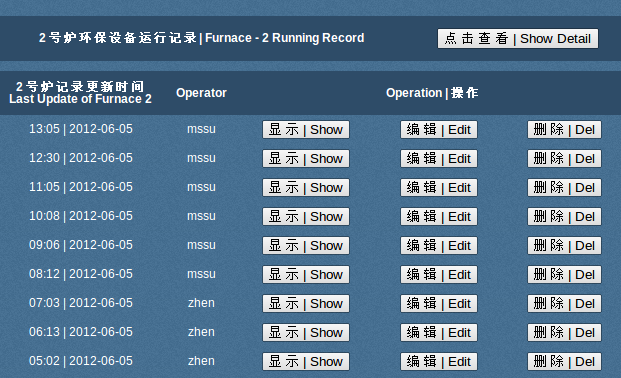 2 号 炉 环 保 设 备 运 行 记 录 | Furnace - 2 Running Record
点 击 查 看 | Show Detail
2 号 炉 记 录 更 新 时 间
Last Update of Furnace 2
Operator
Operation | 操 作
13:05 | 2012-06-05 mssu 显 示 | Show 编 辑 | Edit 删 除 | Del
12:30 | 2012-06-05 mssu 显 示 | Show 编 辑 | Edit 删 除 | Del
11:05 | 2012-06-05 mssu 显 示 | Show 编 辑 | Edit 删 除 | Del
10:08 | 2012-06-05 mssu 显 示 | Show 编 辑 | Edit 删 除 | Del
09:06 | 2012-06-05 mssu 显 示 | Show 编 辑 | Edit 删 除 | Del
08:12 | 2012-06-05 mssu 显 示 | Show 编 辑 | Edit 删 除 | Del
07:03 | 2012-06-05 zhen 显 示 | Show 编 辑 | Edit 删 除 | Del
06:13 | 2012-06-05 zhen 显 示 | Show 编 辑 | Edit 删 除 | Del
05:02 | 2012-06-05 zhen 显 示 | Show 编 辑 | Edit 删 除 | Del